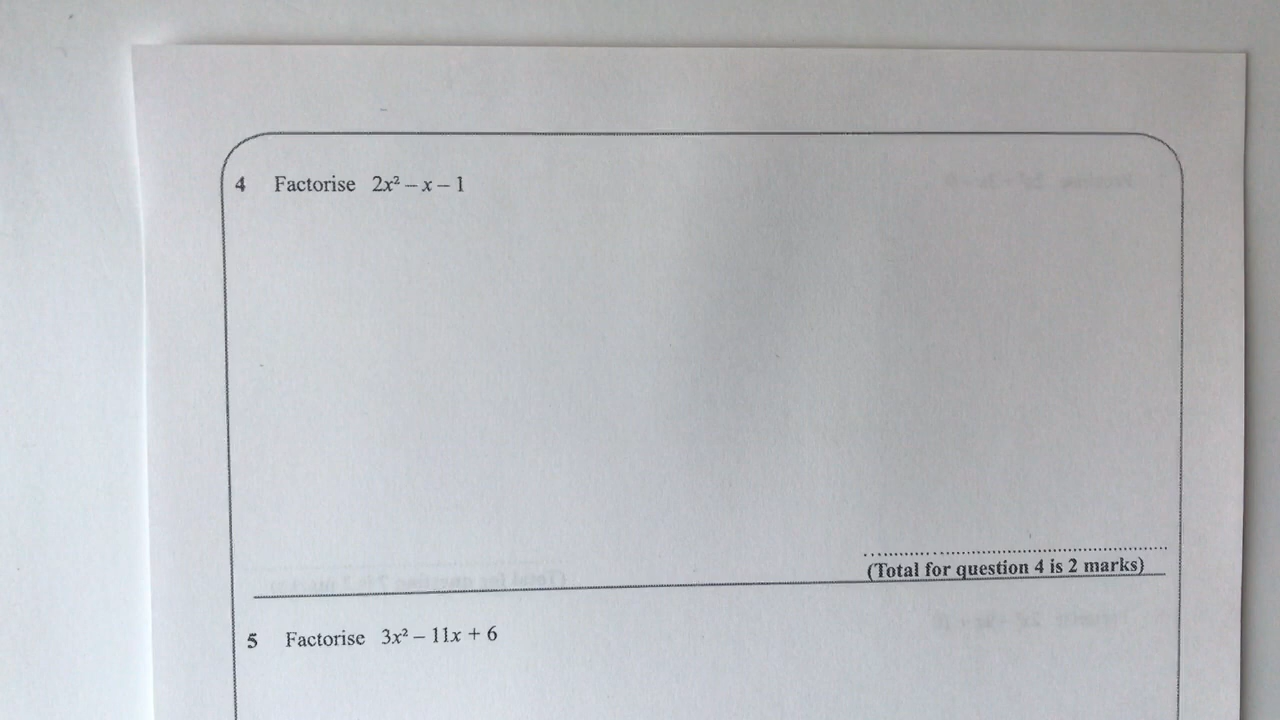 4 Factorise 2x² – x – 1
(Total for question 4 is 2 marks)
5 Factorise 3x² – 11x + 6